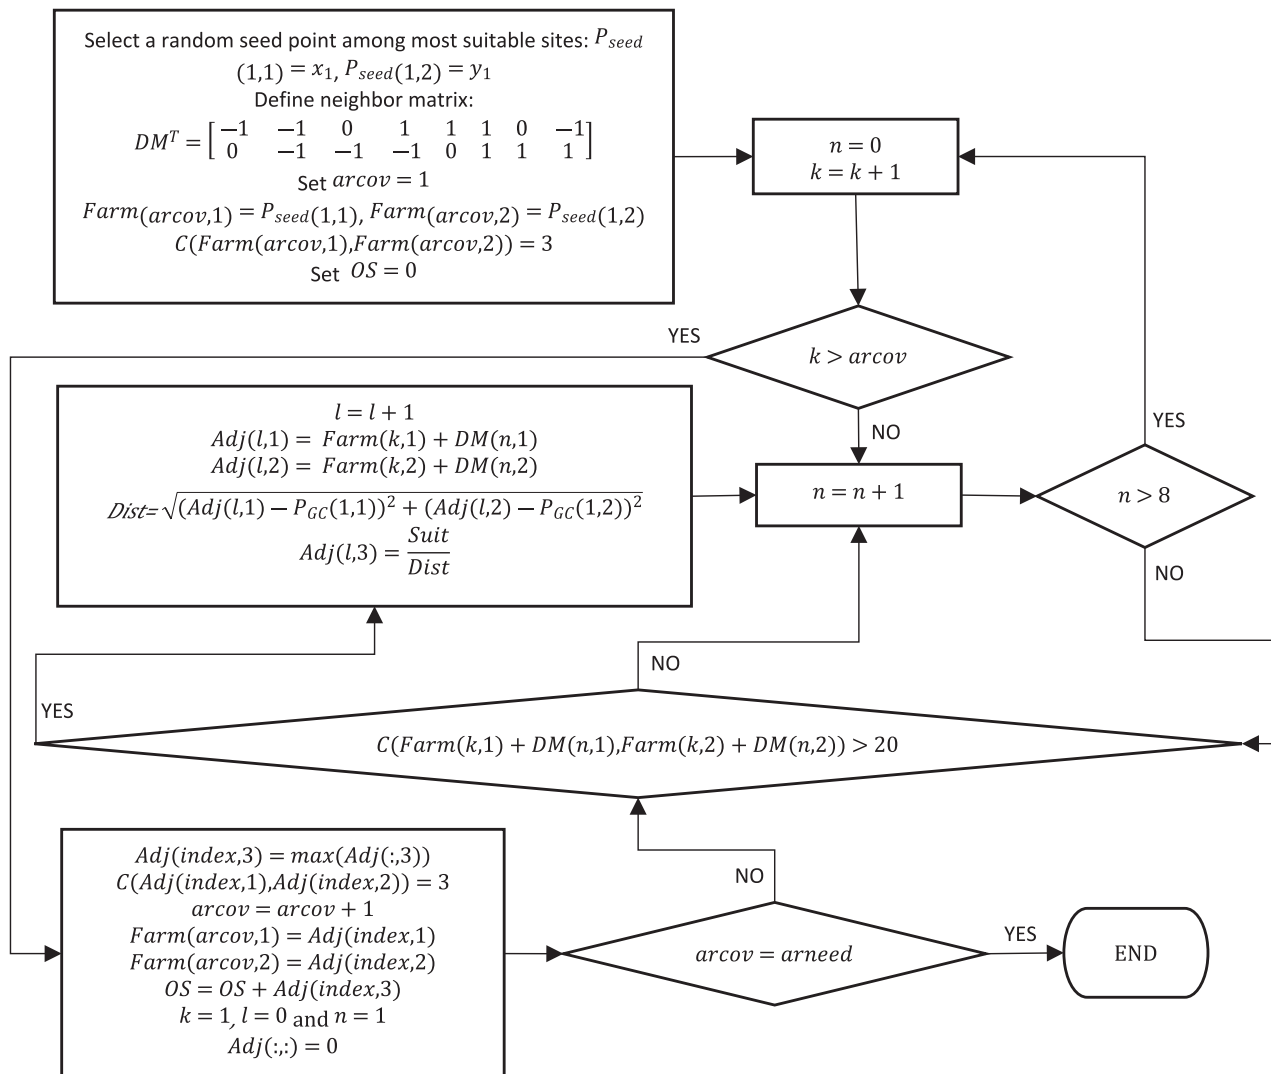 Select a random seed point among most suitable sites: P_seed
(1,1) = x_1, P_seed(1,2) = y_1
Define neighbor matrix:
DM^T = [−1 −1 0 1 1 1 0 −1
0 −1 −1 −1 0 1 1 1]
Set arcov = 1
Farm(arcov,1) = P_seed(1,1), Farm(arcov,2) = P_seed(1,2)
C(Farm(arcov,1),Farm(arcov,2)) = 3
Set OS = 0
n = 0
k = k + 1
YES
k > arcov
NO
l = l + 1
Adj(l,1) = Farm(k,1) + DM(n,1)
Adj(l,2) = Farm(k,2) + DM(n,2)
Dist=√(Adj(l,1) − P_GC(1,1))^2 + (Adj(l,2) − P_GC(1,2))^2
Adj(l,3) = Suit
Dist
n = n + 1
YES
n > 8
NO
NO
YES
C(Farm(k,1) + DM(n,1),Farm(k,2) + DM(n,2)) > 20
Adj(index,3) = max(Adj(:,3))
C(Adj(index,1),Adj(index,2)) = 3
arcov = arcov + 1
Farm(arcov,1) = Adj(index,1)
Farm(arcov,2) = Adj(index,2)
OS = OS + Adj(index,3)
k = 1, l = 0 and n = 1
Adj(:,:) = 0
NO
arcov = arneed
YES
END